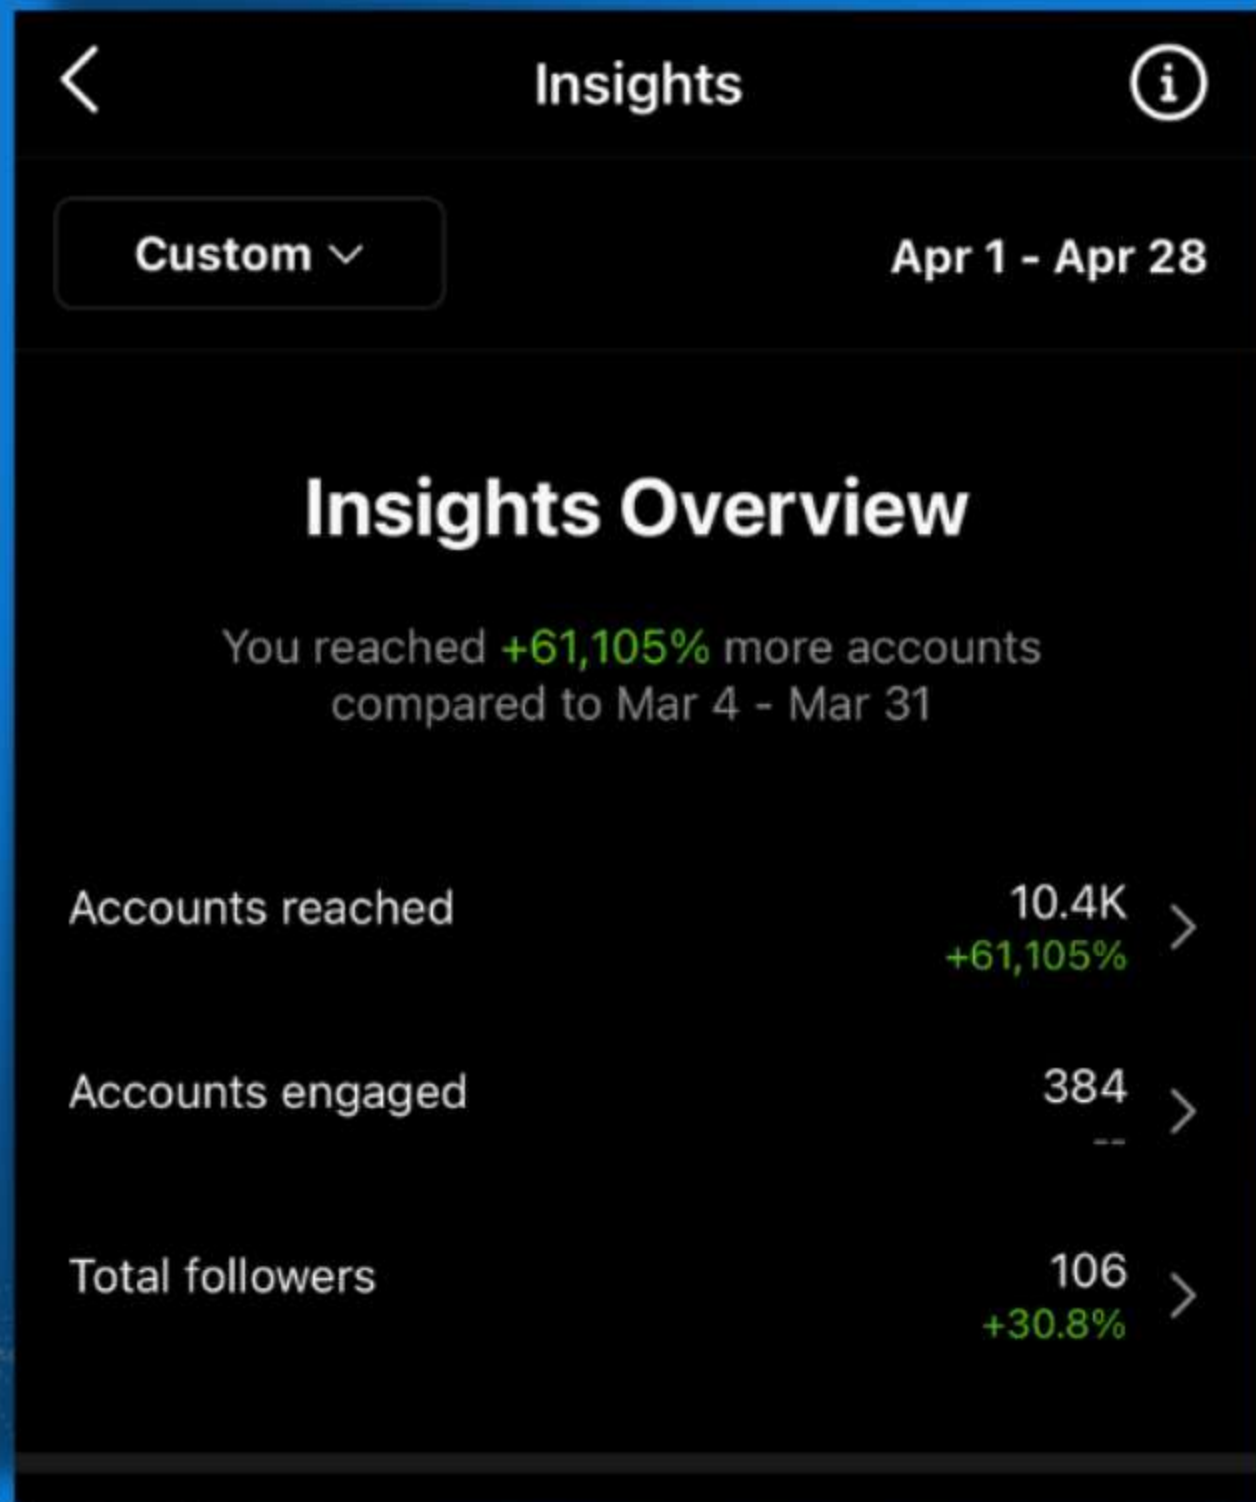 Insights
Custom
Apr 1 - Apr 28
Insights Overview
You reached +61,105% more accounts
compared to Mar 4 - Mar 31
Accounts reached
10.4K
+61,105%
Accounts engaged
384
--
Total followers
106
+30.8%